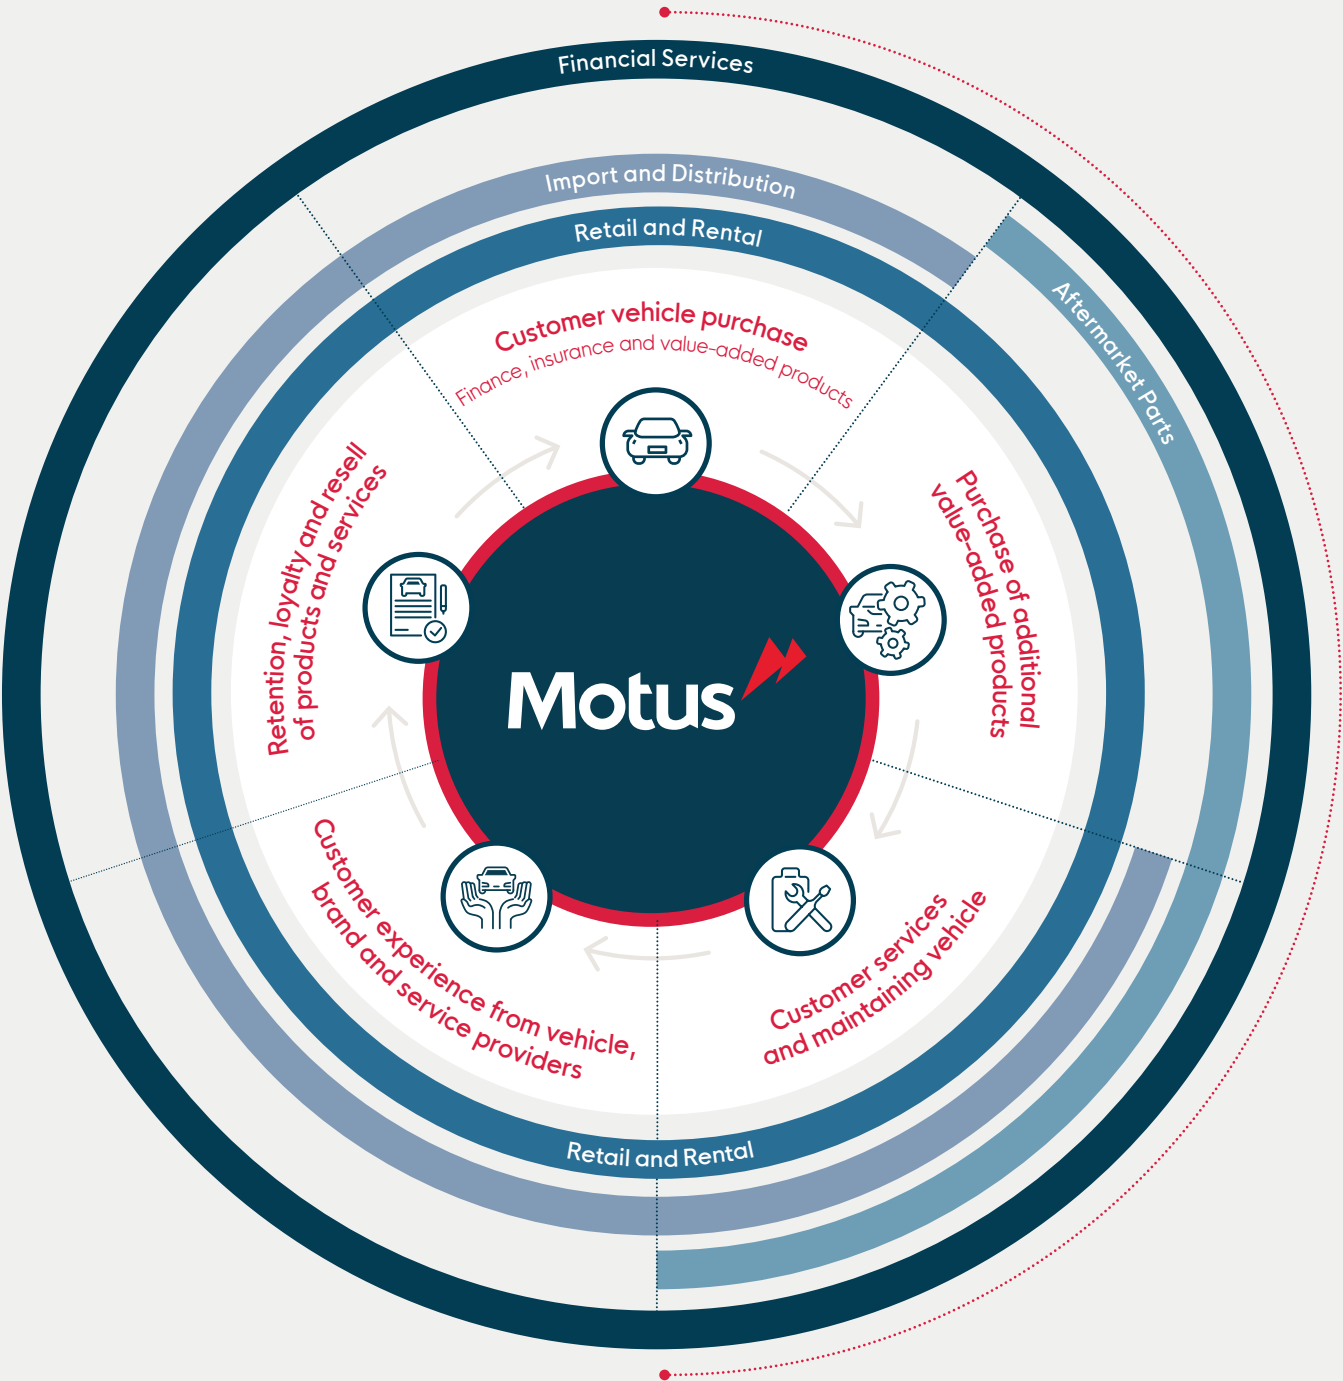 Financial Services
Import and Distribution
Retail and Rental
Customer vehicle purchase
Finance, insurance and value-added products
Aftermarket Parts
Purchase of additional
value-added products
Customer services
and maintaining vehicle
Customer experience from vehicle,
brand and service providers
Retention, loyalty and resell
of products and services
Motus
Retail and Rental